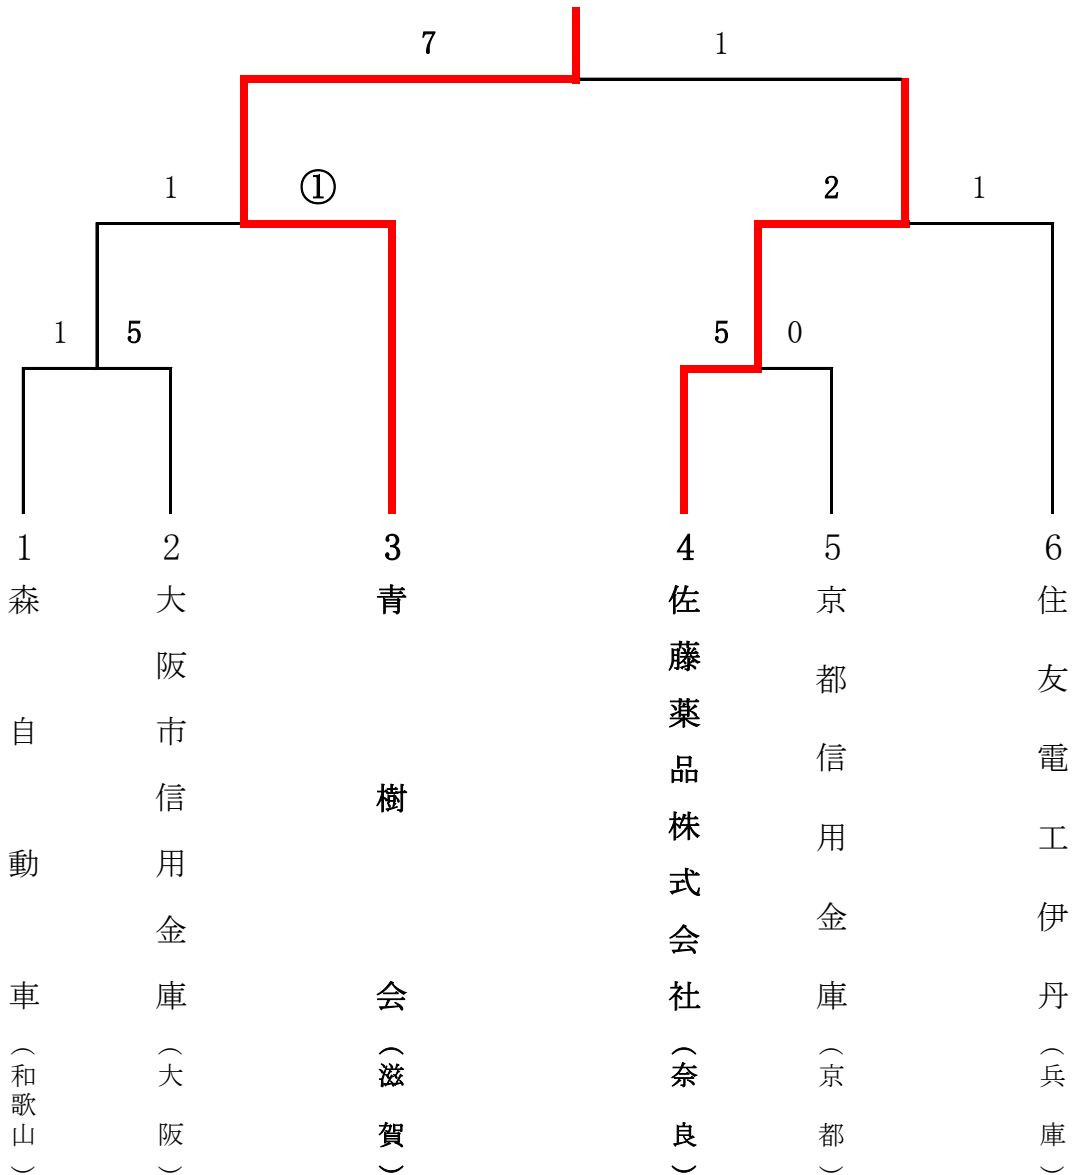 7 1
1 ① 2 1
1 5 5 0
1 2 3 4 5 6
森自動車（和歌山）
大阪市信用金庫（大阪）
青樹会（滋賀）
佐藤薬品株式会社（奈良）
京都信用金庫（京都）
住友電工伊丹（兵庫）